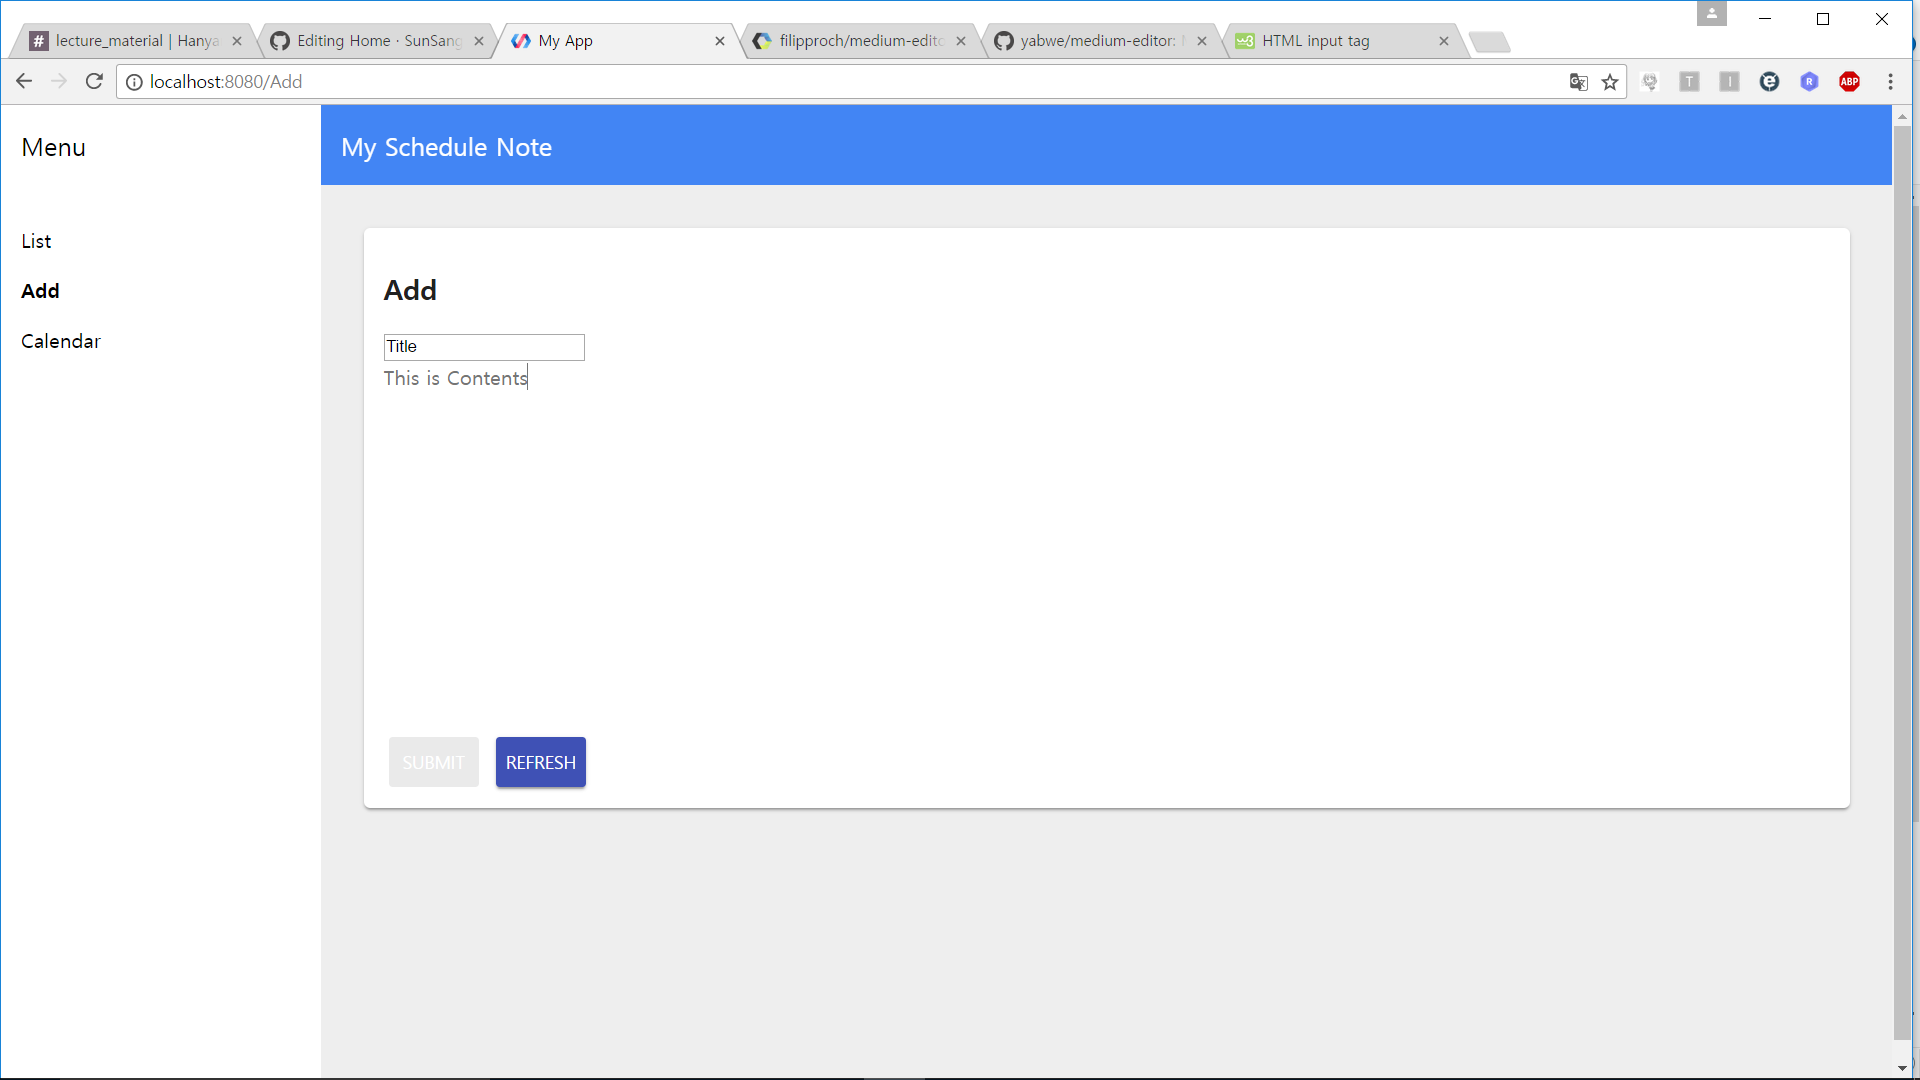 # lecture_material | Hanya
Editing Home · SunSang
My App
filipproch/medium-edito
yabwe/medium-editor:
HTML input tag
localhost:8080/Add
T
I
R
ABP
Menu
My Schedule Note
List
Add
Calendar
Add
Title
This is Contents
SUBMIT
REFRESH